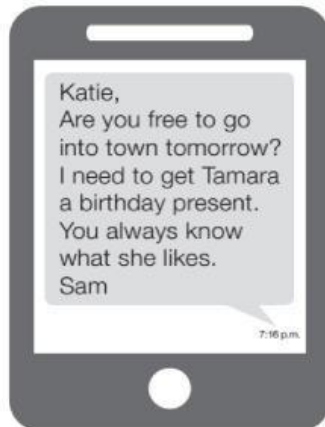 Katie,
Are you free to go
into town tomorrow?
I need to get Tamara
a birthday present.
You always know
what she likes.
Sam
7:16 p.m.